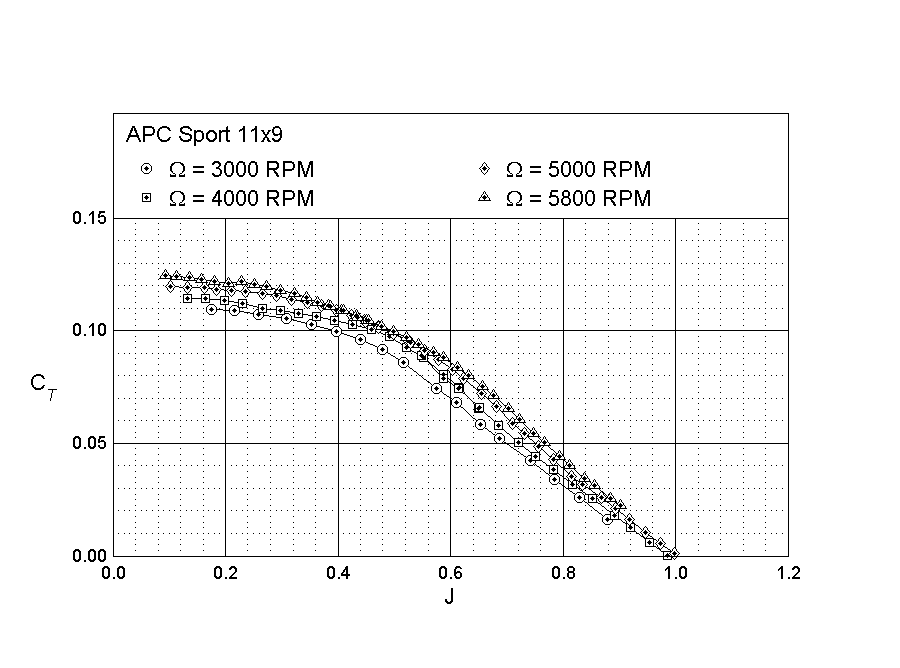 APC Sport 11x9
Ω = 3000 RPM
Ω = 5000 RPM
Ω = 4000 RPM
Ω = 5800 RPM
0.15
0.10
C_T
0.05
0.00
0.0 0.2 0.4 0.6 0.8 1.0 1.2
J